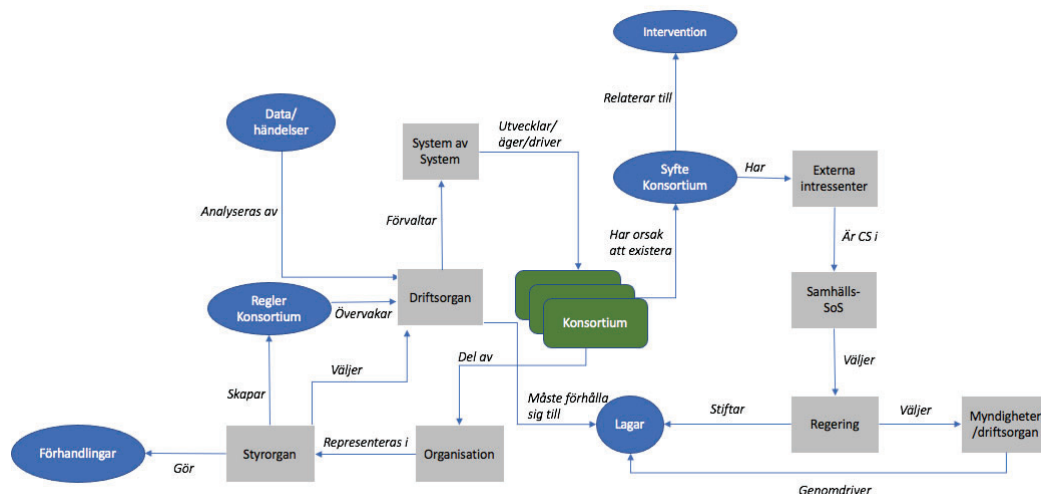 Intervention
Relaterar till
Data/
händelser
System av
System
Utvecklar/
äger/driver
Syfte
Konsortium
Har
Externa
intressenter
Analyseras av
Förvaltar
Har orsak
att existera
Är CS i
Regler
Konsortium
Övervakar
Driftsorgan
Konsortium
Samhälls-
SoS
Skapar
Väljer
Del av
Väljer
Måste förhålla
sig till
Förhandlingar
Gör
Styrorgan
Representeras i
Organisation
Lagar
Stiftar
Regering
Väljer
Myndigheter
/driftsorgan
Genomdriver